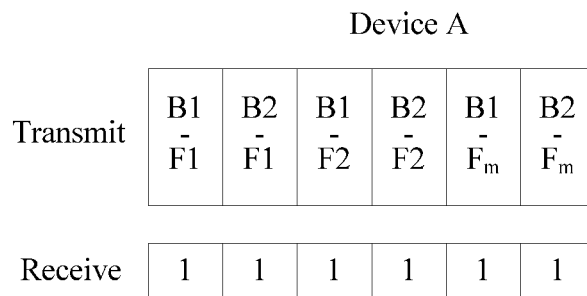 Device A
B1 B2 B1 B2 B1 B2
- - - - - -
Transmit
F1 F1 F2 F2 Fm Fm
Receive 1 1 1 1 1 1